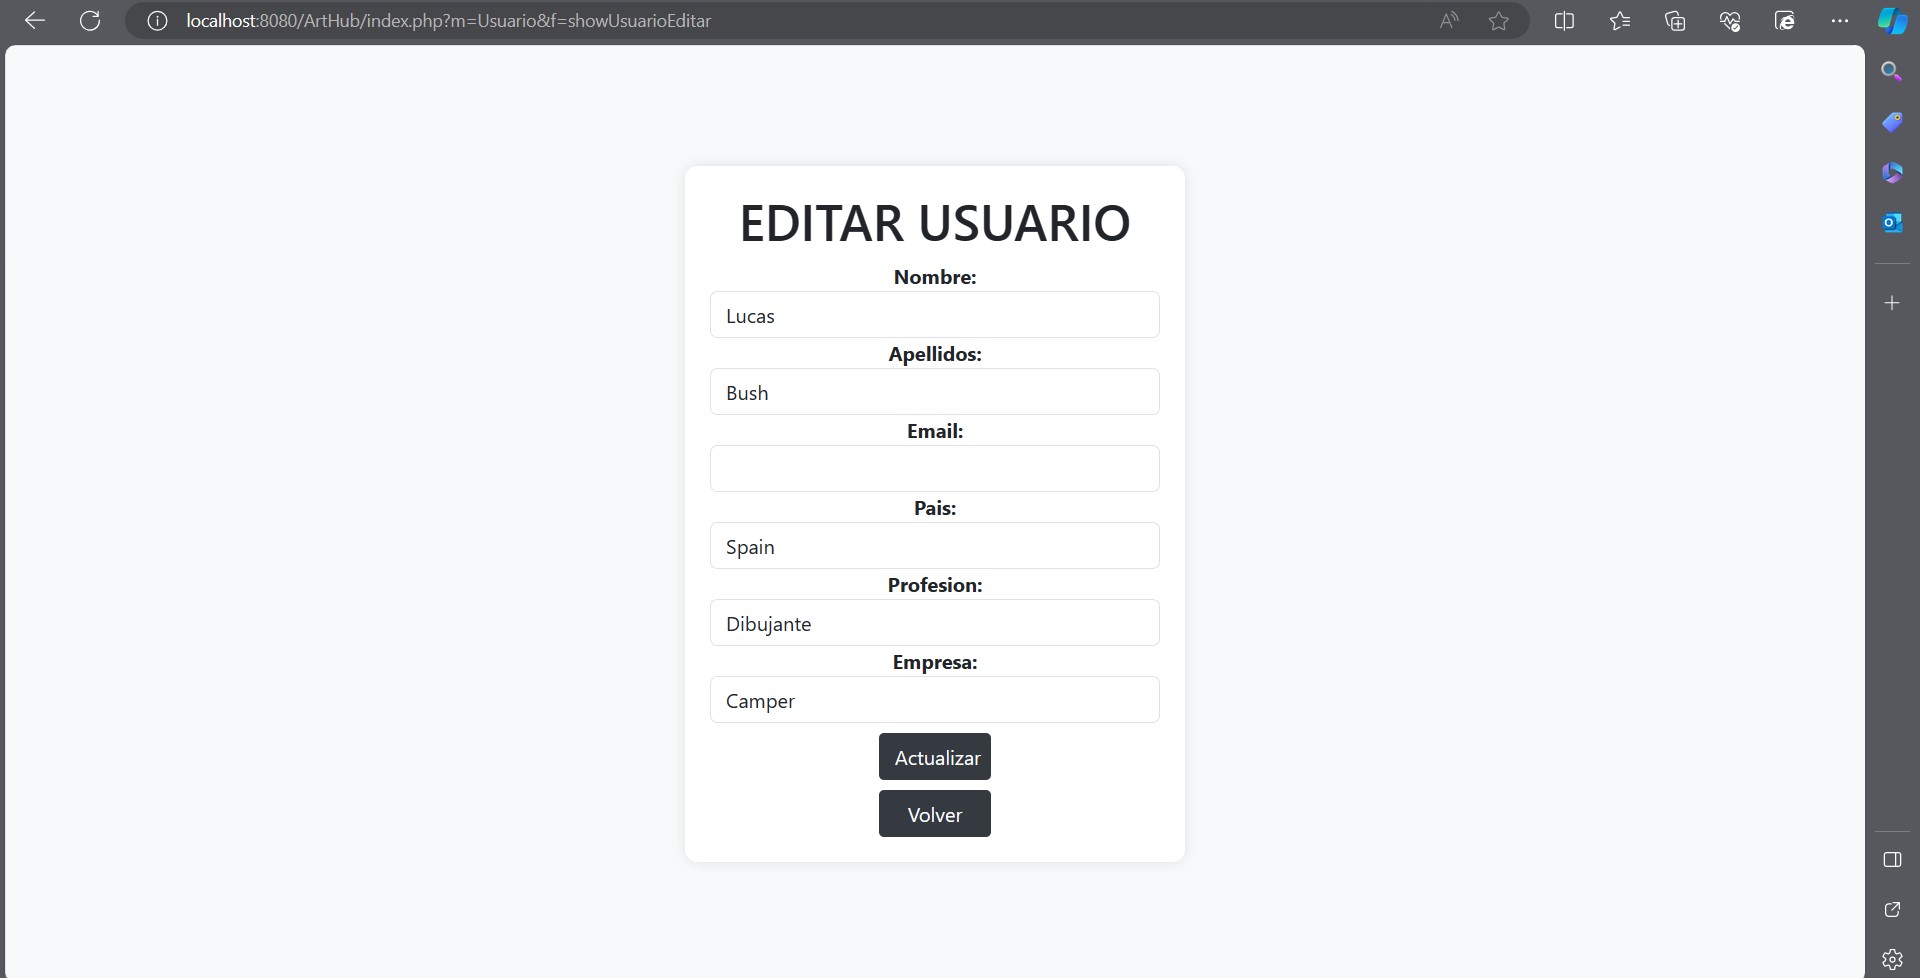 localhost:8080/ArtHub/index.php?m=Usuario&f=showUsuarioEditar
EDITAR USUARIO
Nombre:
Lucas
Apellidos:
Bush
Email:
Pais:
Spain
Profesion:
Dibujante
Empresa:
Camper
Actualizar
Volver